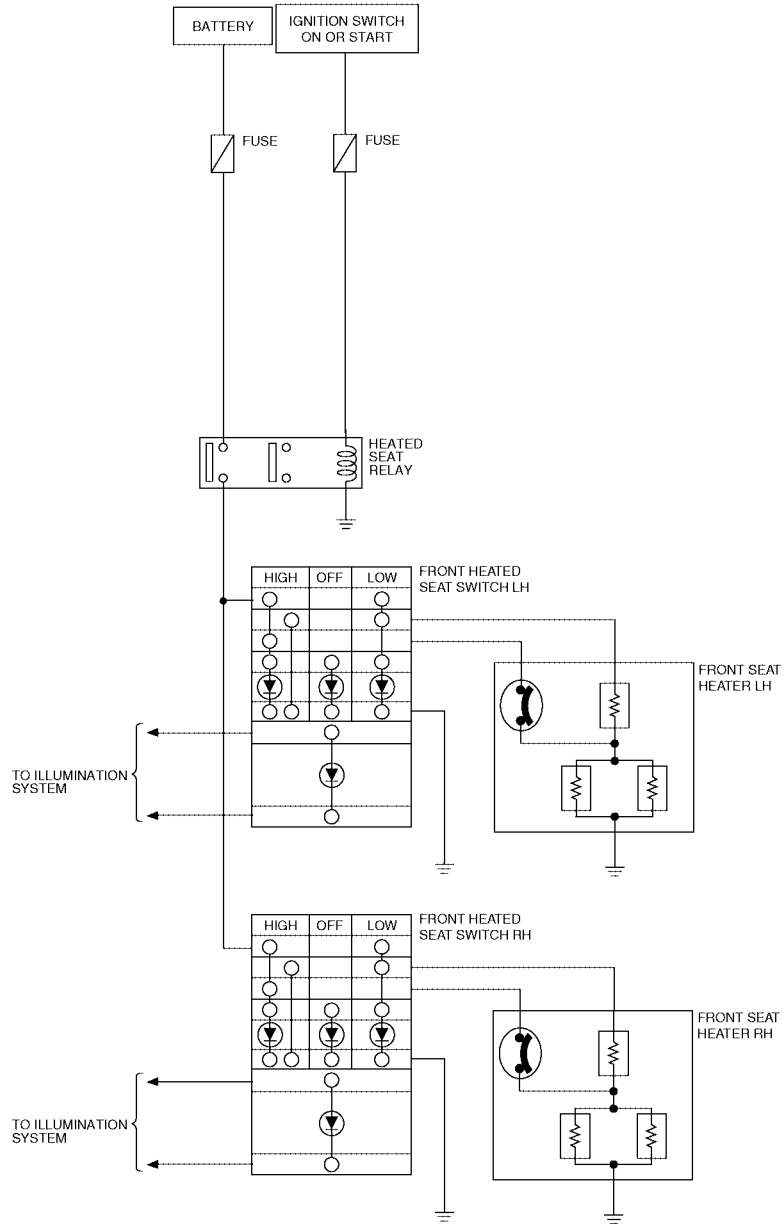 BATTERY
IGNITION SWITCH
ON OR START
FUSE
FUSE
HEATED
SEAT
RELAY
HIGH OFF LOW
FRONT HEATED
SEAT SWITCH LH
FRONT SEAT
HEATER LH
TO ILLUMINATION
SYSTEM
HIGH OFF LOW
FRONT HEATED
SEAT SWITCH RH
FRONT SEAT
HEATER RH
TO ILLUMINATION
SYSTEM